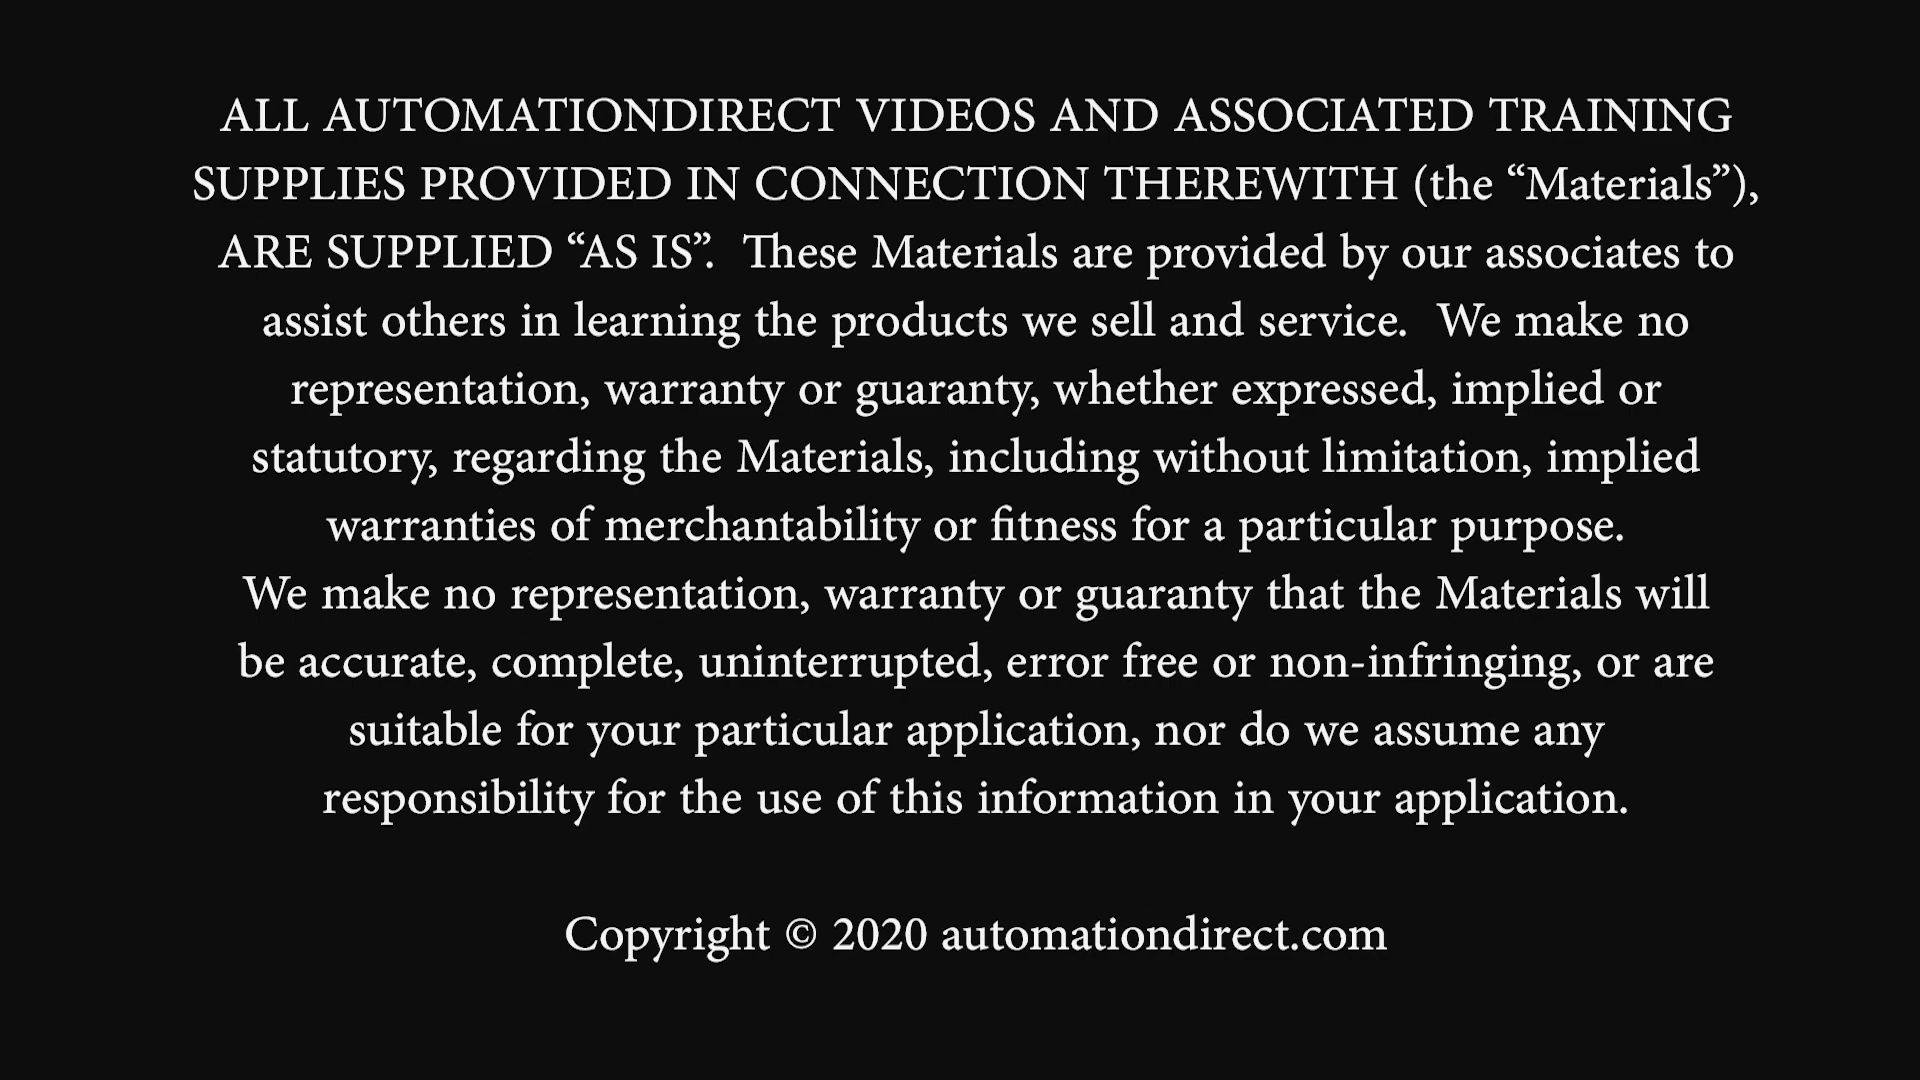 ALL AUTOMATIONDIRECT VIDEOS AND ASSOCIATED TRAINING
SUPPLIES PROVIDED IN CONNECTION THEREWITH (the “Materials”),
ARE SUPPLIED “AS IS”.  These Materials are provided by our associates to
assist others in learning the products we sell and service.  We make no
representation, warranty or guaranty, whether expressed, implied or
statutory, regarding the Materials, including without limitation, implied
warranties of merchantability or fitness for a particular purpose.
We make no representation, warranty or guaranty that the Materials will
be accurate, complete, uninterrupted, error free or non-infringing, or are
suitable for your particular application, nor do we assume any
responsibility for the use of this information in your application.
Copyright © 2020 automationdirect.com